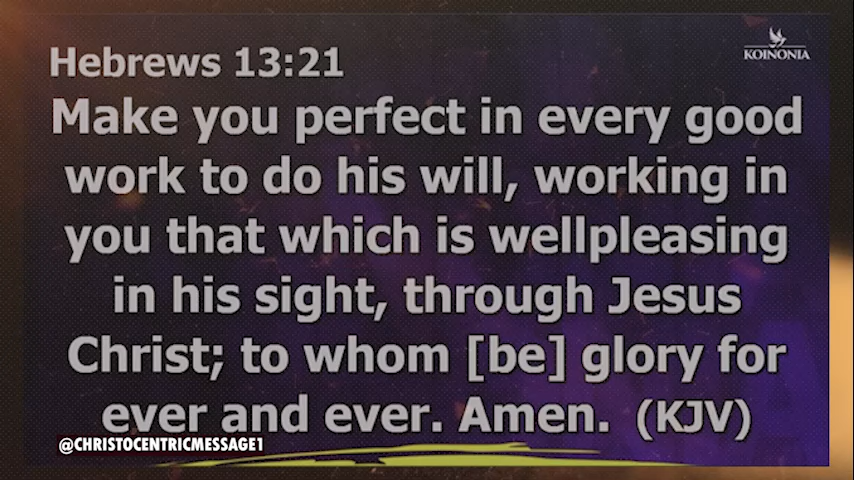 KOINONIA
Hebrews 13:21
Make you perfect in every good
work to do his will, working in
you that which is wellpleasing
in his sight, through Jesus
Christ; to whom [be] glory for
ever and ever. Amen. (KJV)
@CHRISTOCENTRICMESSAGE1